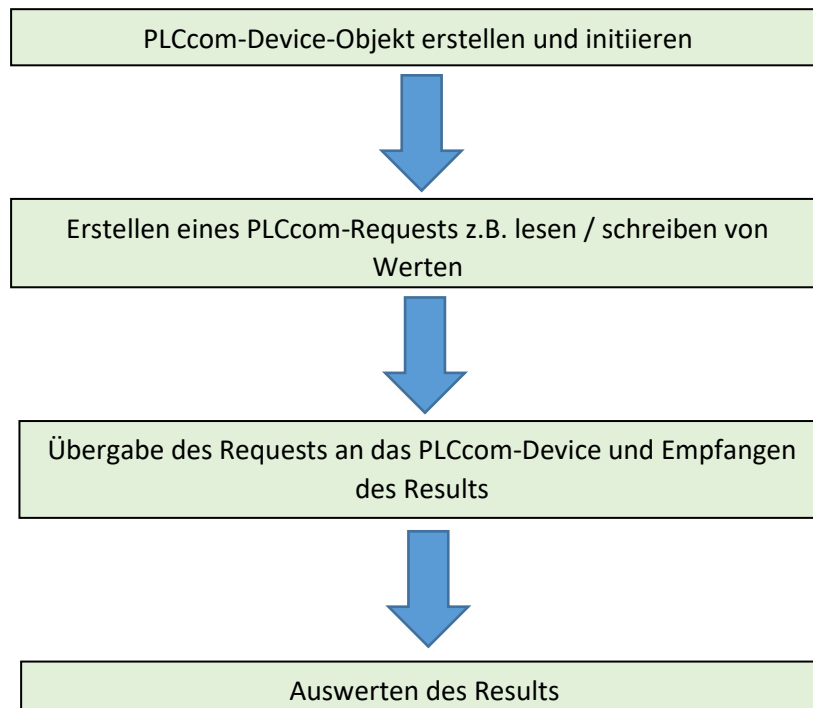 PLCcom-Device-Objekt erstellen und initiieren
Erstellen eines PLCcom-Requests z.B. lesen / schreiben von
Werten
Übergabe des Requests an das PLCcom-Device und Empfangen
des Results
Auswerten des Results